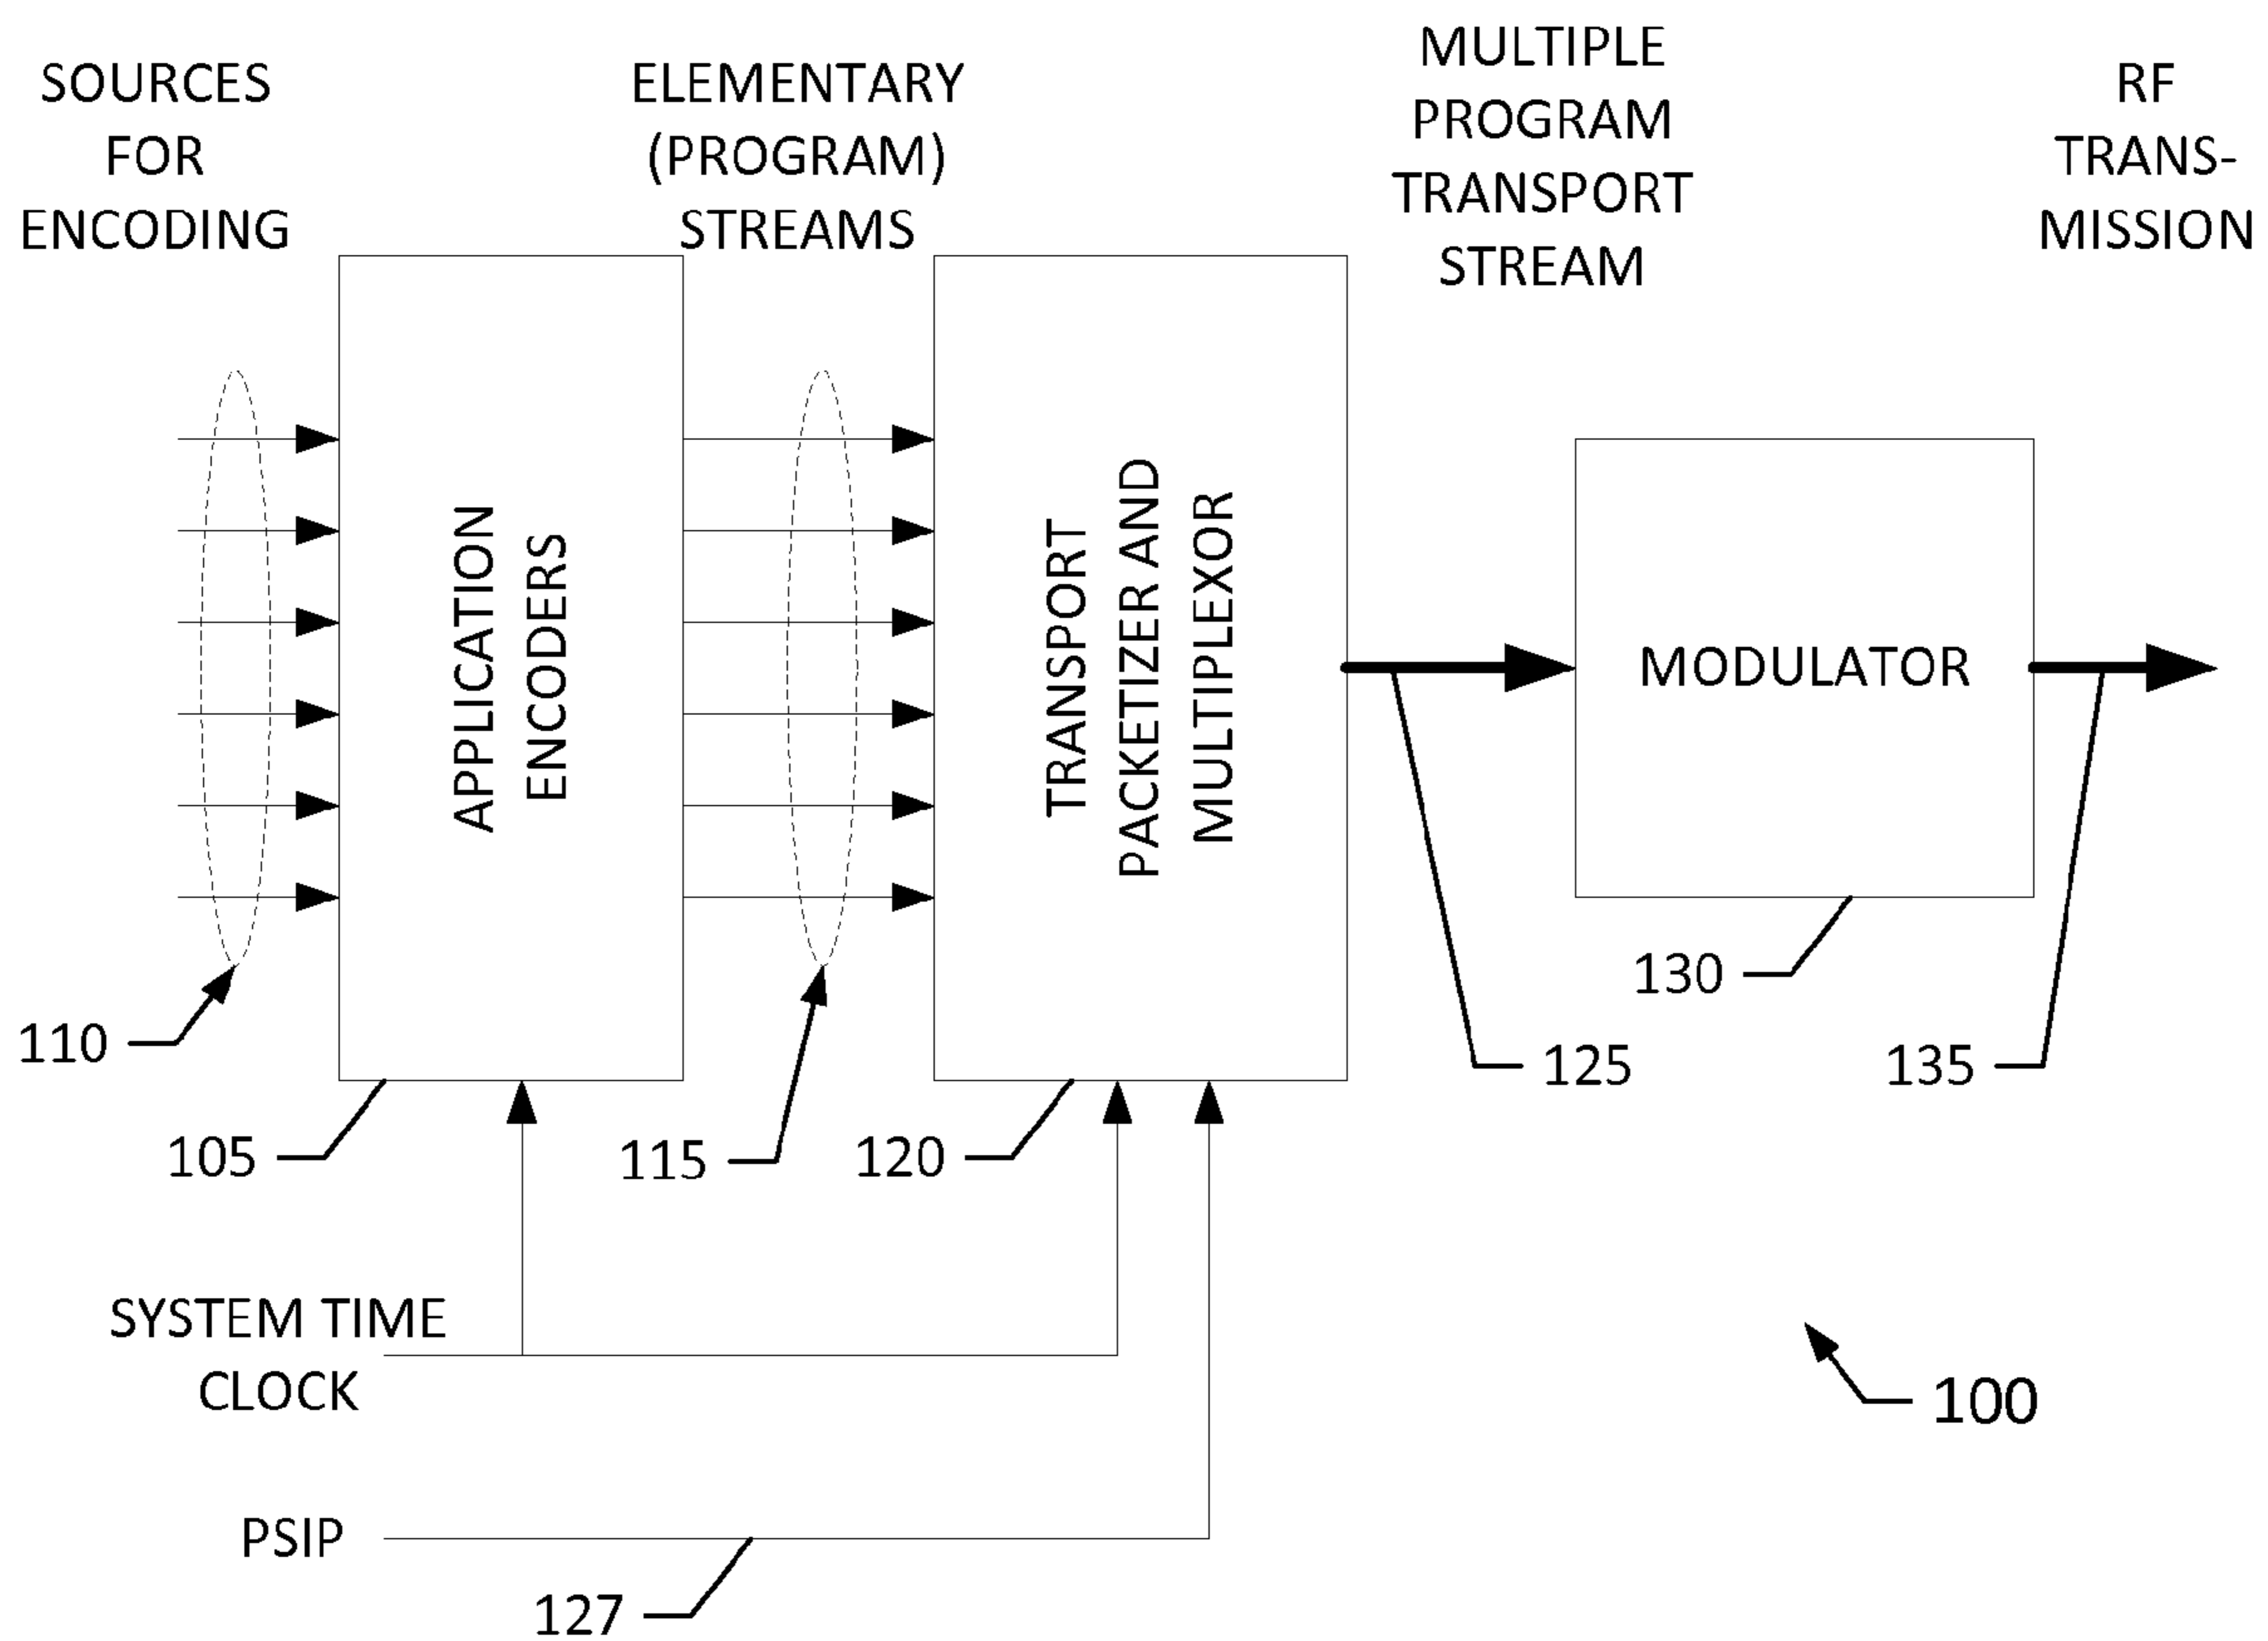 SOURCES
FOR
ENCODING
ELEMENTARY
(PROGRAM)
STREAMS
MULTIPLE
PROGRAM
TRANSPORT
STREAM
RF
TRANS-
MISSION
APPLICATION
ENCODERS
TRANSPORT
PACKETIZER AND
MULTIPLEXOR
MODULATOR
110
105
115
120
125
130
135
SYSTEM TIME
CLOCK
100
PSIP
127